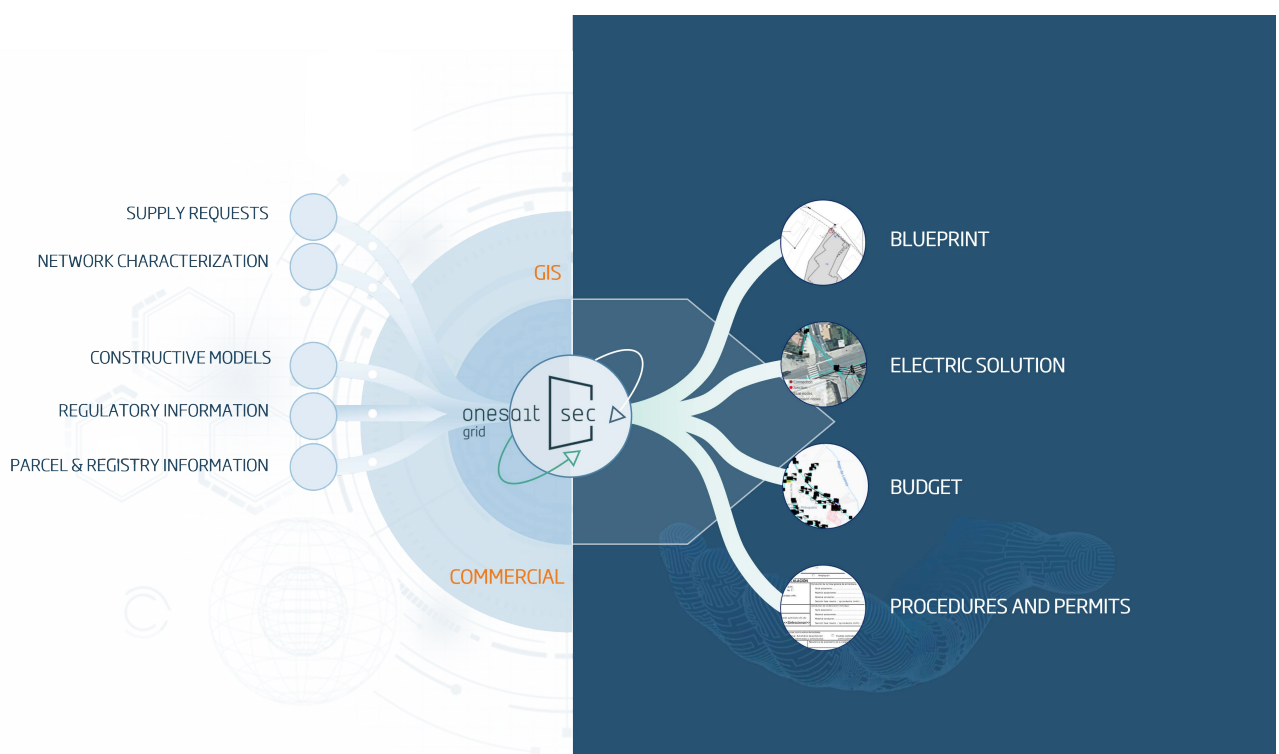 SUPPLY REQUESTS
NETWORK CHARACTERIZATION
CONSTRUCTIVE MODELS
REGULATORY INFORMATION
PARCEL & REGISTRY INFORMATION
GIS
onesait
grid
sec
COMMERCIAL
BLUEPRINT
ELECTRIC SOLUTION
BUDGET
PROCEDURES AND PERMITS